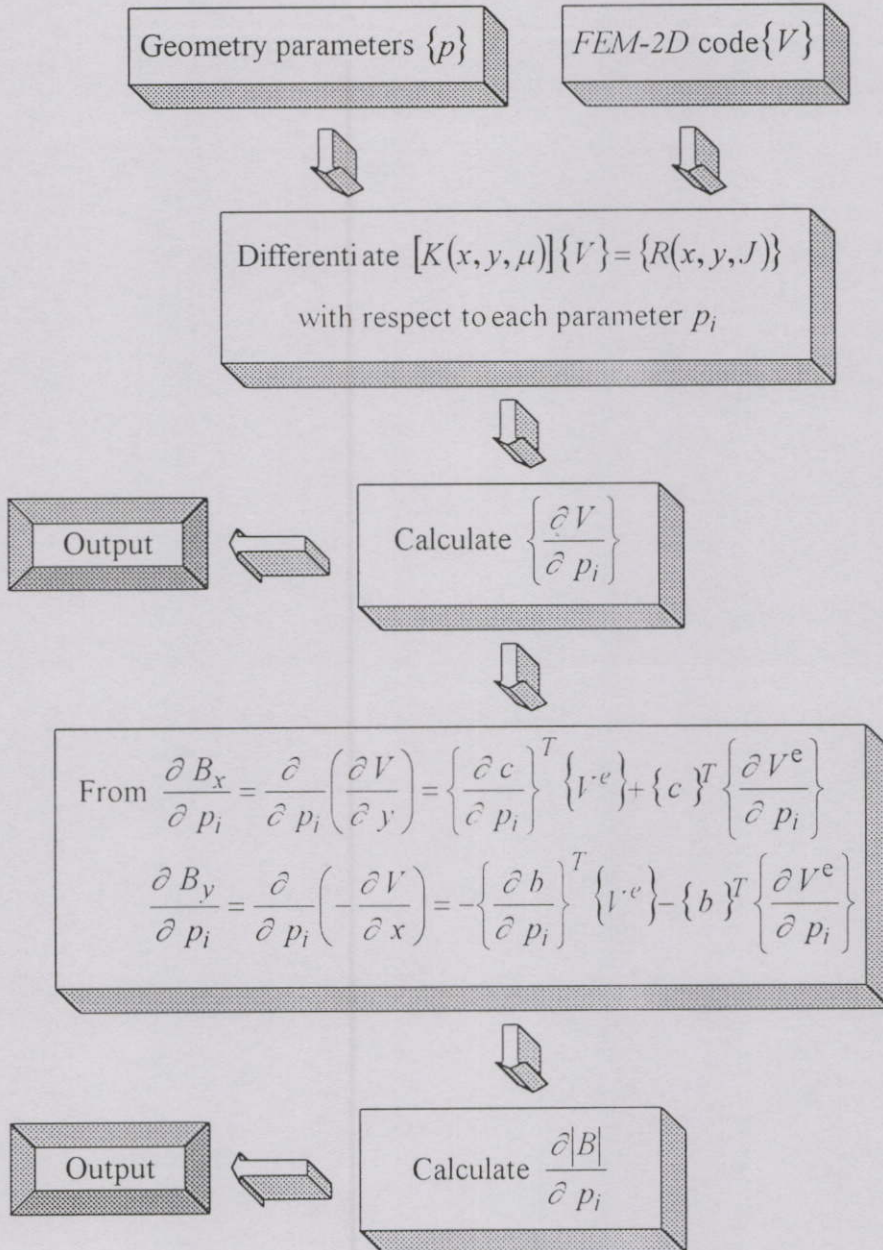 Geometry parameters {p}
FEM-2D code{V}
Differentiate [K(x, y, μ)]{V} = {R(x, y, J)}
with respect to each parameter p_i
Calculate {∂V/∂p_i}
Output
From ∂B_x/∂p_i = ∂/∂p_i (∂V/∂y) = {∂c/∂p_i}^T {V^e} + {c}^T {∂V^e/∂p_i}
∂B_y/∂p_i = ∂/∂p_i (-∂V/∂x) = -{∂b/∂p_i}^T {V^e} - {b}^T {∂V^e/∂p_i}
Calculate ∂|B|/∂p_i
Output